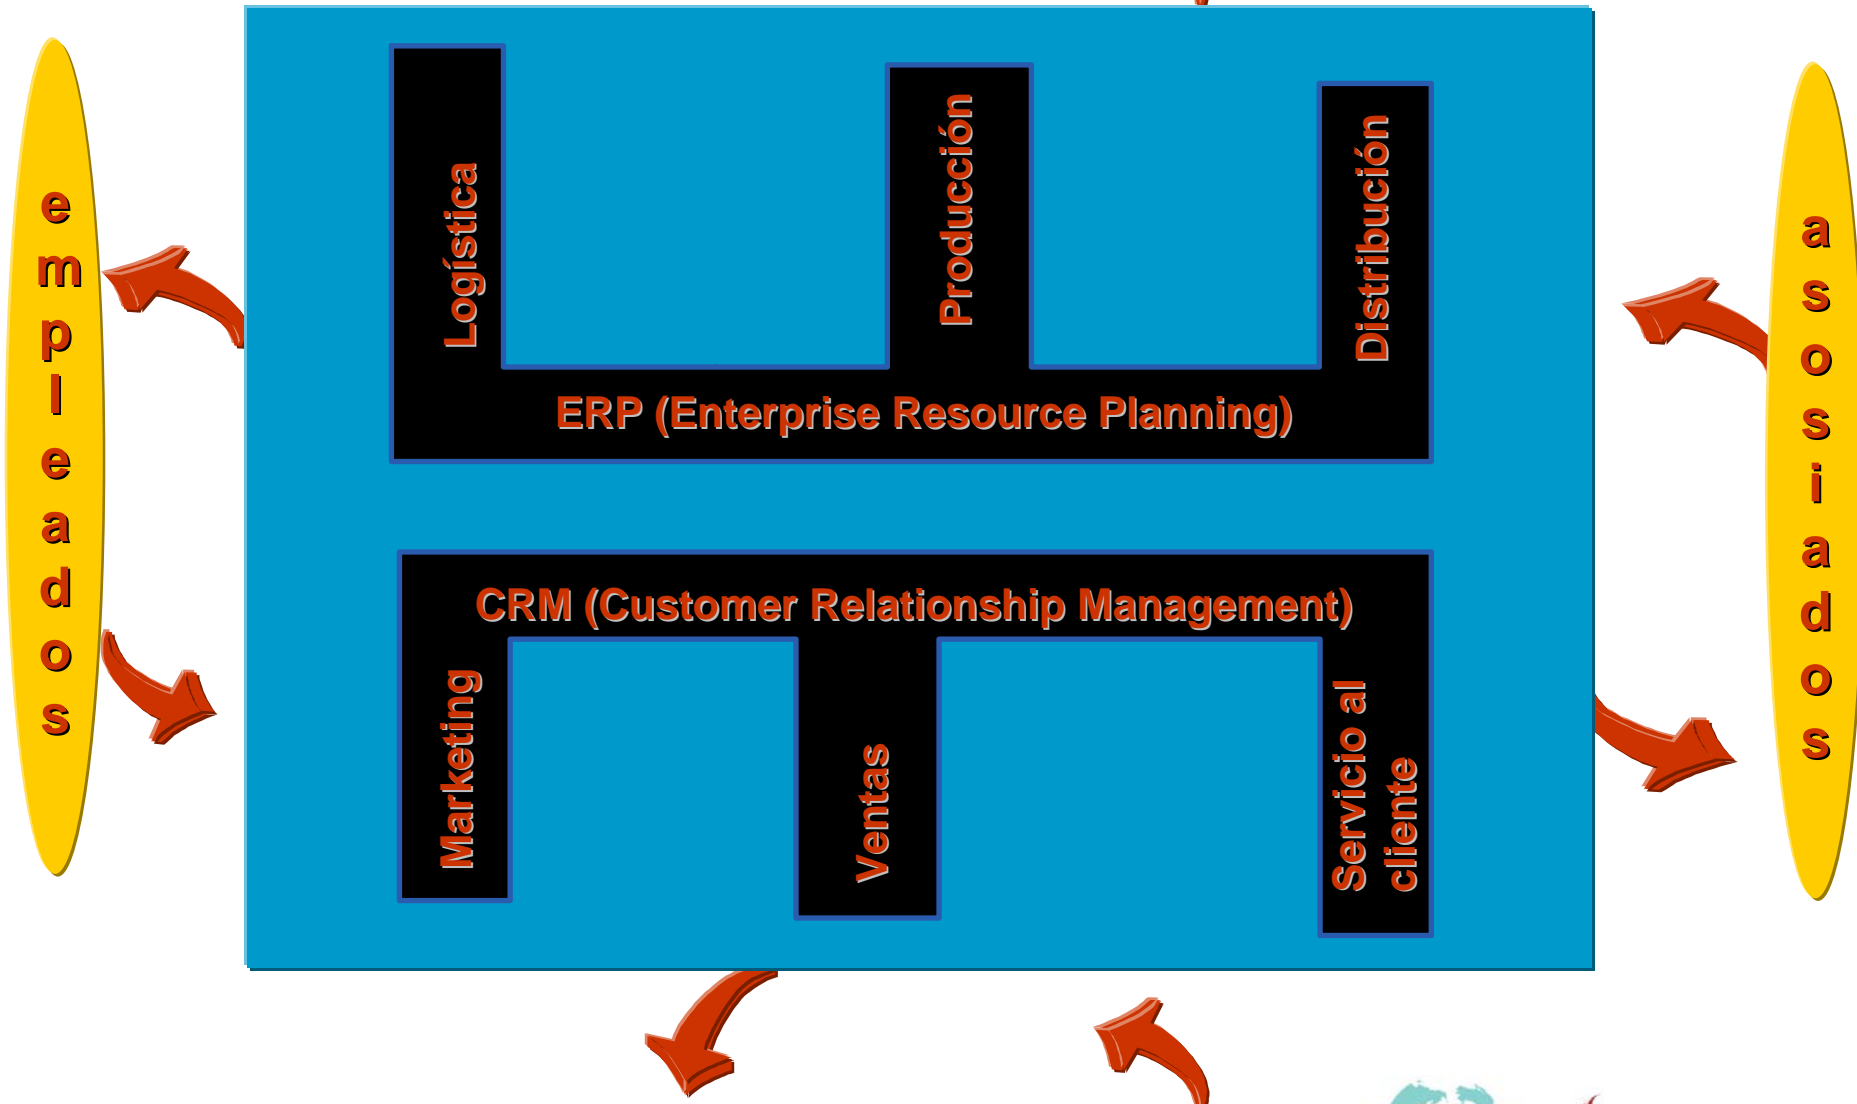 empleados
Logística
Producción
Distribución
ERP (Enterprise Resource Planning)
CRM (Customer Relationship Management)
Marketing
Ventas
Servicio al
cliente
asosiados